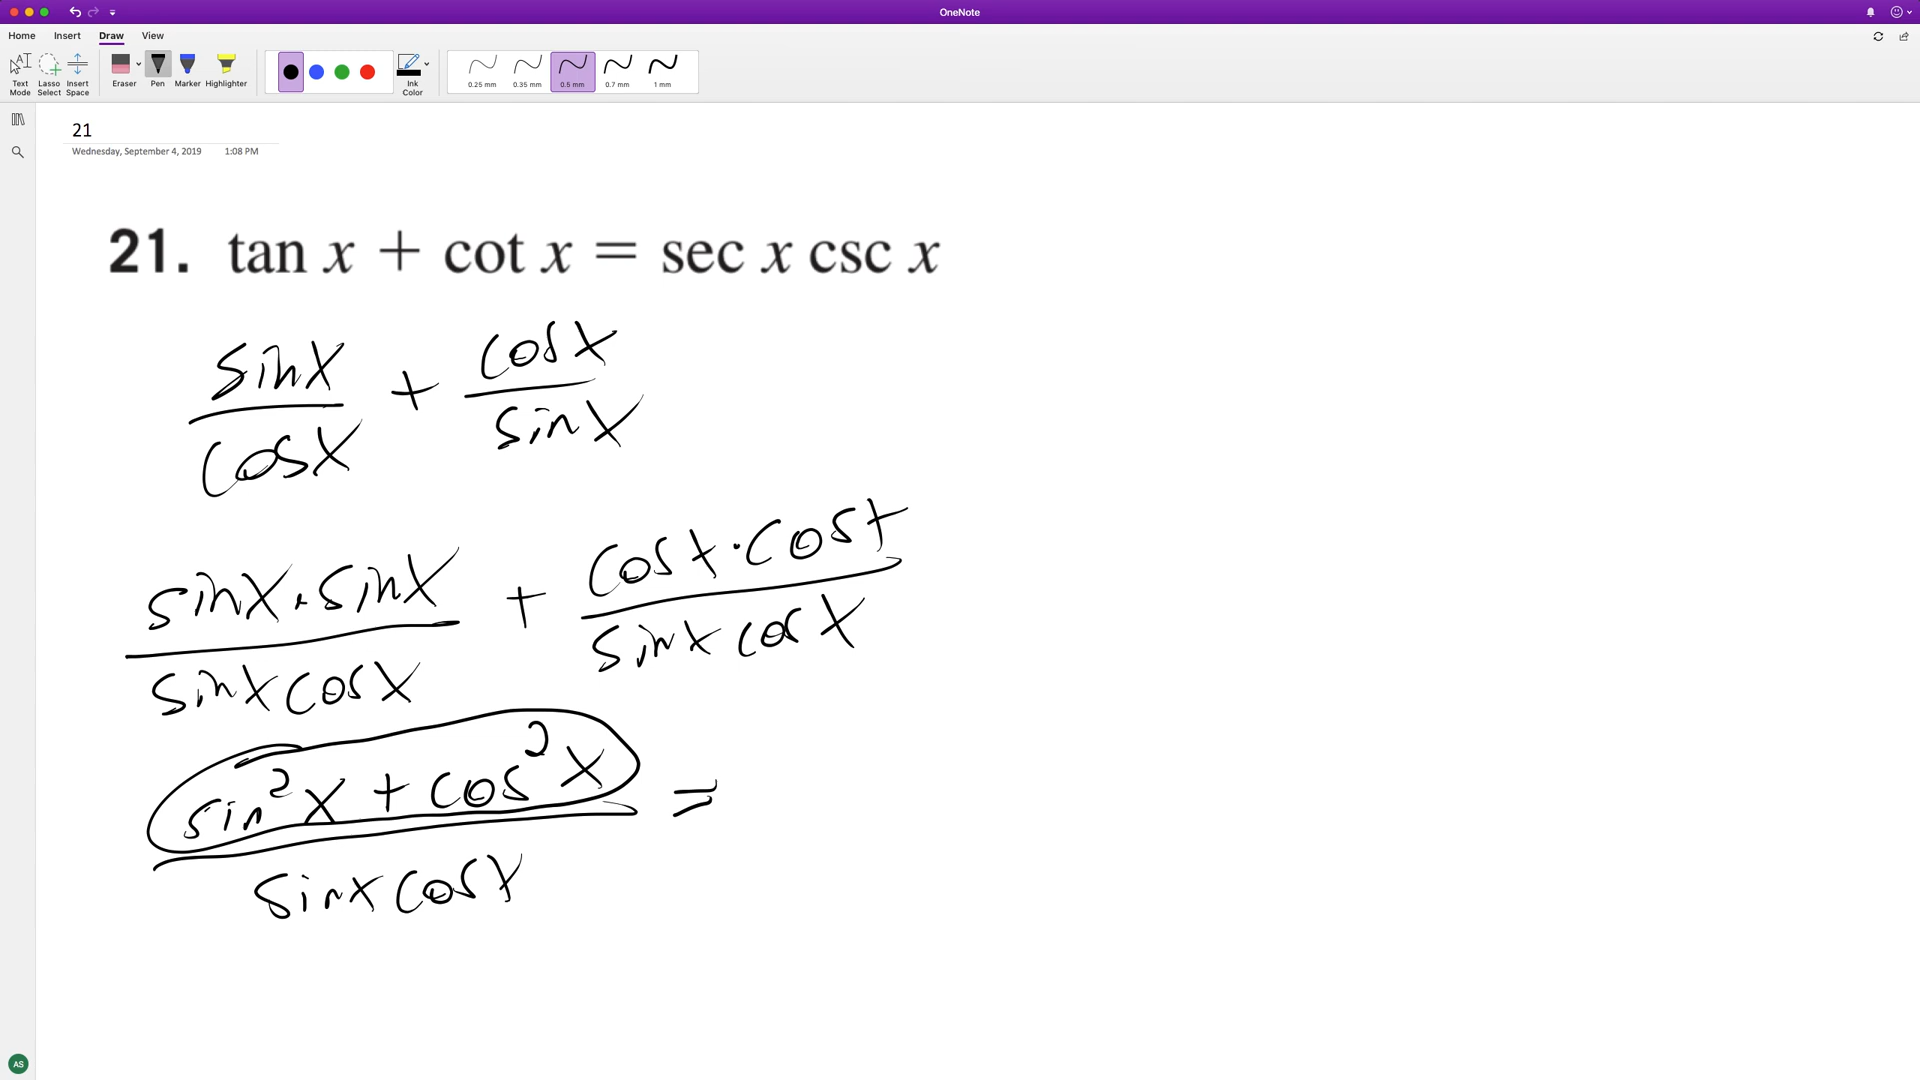 OneNote
Home Insert Draw View
Text Mode Lasso Select Insert Space Eraser Pen Marker Highlighter Ink Color 0.25 mm 0.35 mm 0.5 mm 0.7 mm 1 mm
21
Wednesday, September 4, 2019 1:08 PM
21. tan x + cot x = sec x csc x
sinx/cosx + cosx/sinx
sinx·sinx/sinxcosx + cosx·cosx/sinxcosx
sin²x + cos²x/sinxcosx =
AS